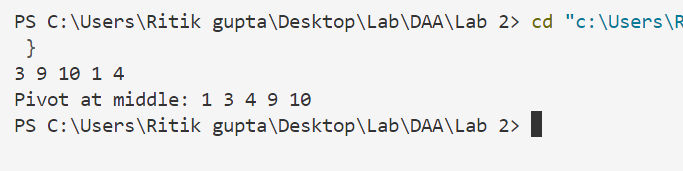 PS C:\Users\Ritik gupta\Desktop\Lab\DAA\Lab 2> cd "c:\Users\R
}
3 9 10 1 4
Pivot at middle: 1 3 4 9 10
PS C:\Users\Ritik gupta\Desktop\Lab\DAA\Lab 2>